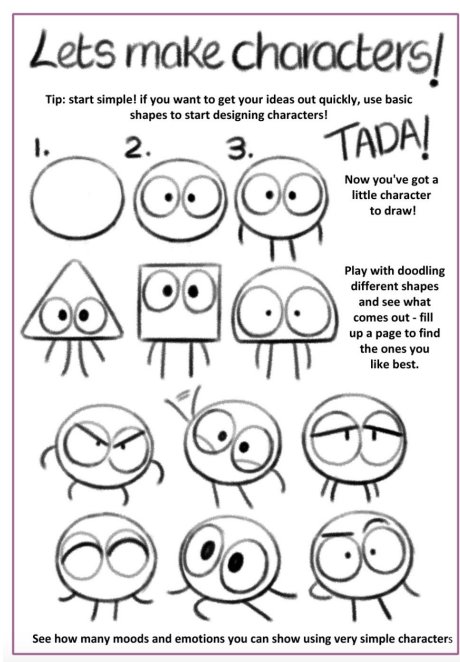 Lets make characters!
Tip: start simple! if you want to get your ideas out quickly, use basic
shapes to start designing characters!
1.
2.
3.
TADA!
Now you've got a
little character
to draw!
Play with doodling
different shapes
and see what
comes out - fill
up a page to find
the ones you
like best.
See how many moods and emotions you can show using very simple characters